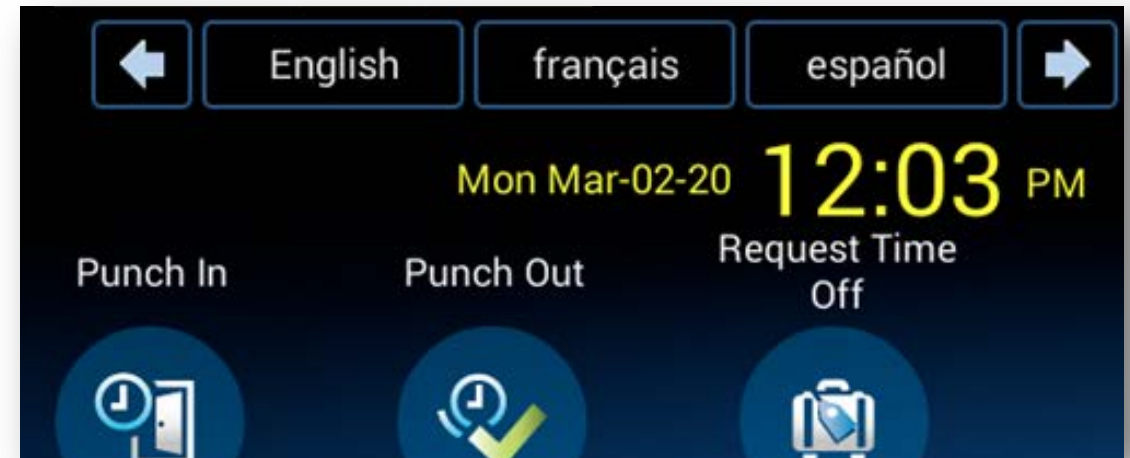 English français español
Mon Mar-02-20 12:03 PM
Punch In
Punch Out
Request Time
Off